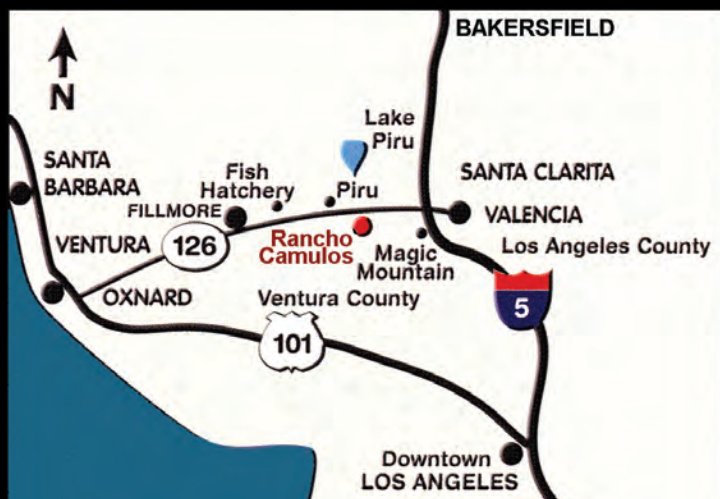 BAKERSFIELD
N
Lake
Piru
SANTA
BARBARA
Fish
Hatchery
Piru
SANTA CLARITA
FILLMORE
VALENCIA
VENTURA
126
Rancho
Camulos
Magic
Mountain
Los Angeles County
OXNARD
Ventura County
5
101
Downtown
LOS ANGELES